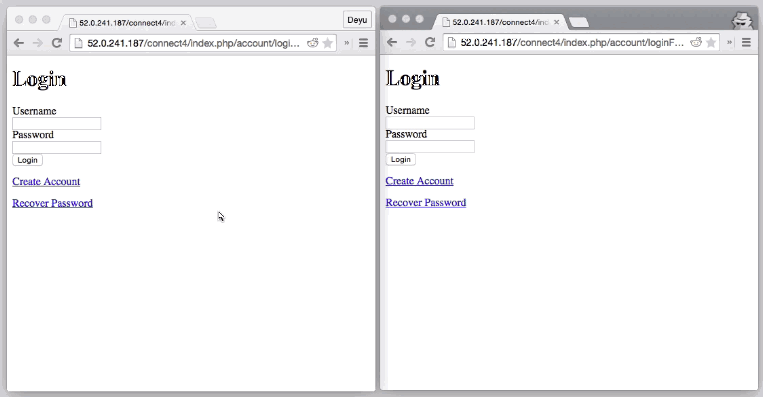 52.0.241.187/connect4/ind
Deyu
52.0.241.187/connect4/index.php/account/logi...
Login
Username
Password
Login
Create Account
Recover Password
52.0.241.187/connect4/ind
52.0.241.187/connect4/index.php/account/loginF...
Login
Username
Password
Login
Create Account
Recover Password